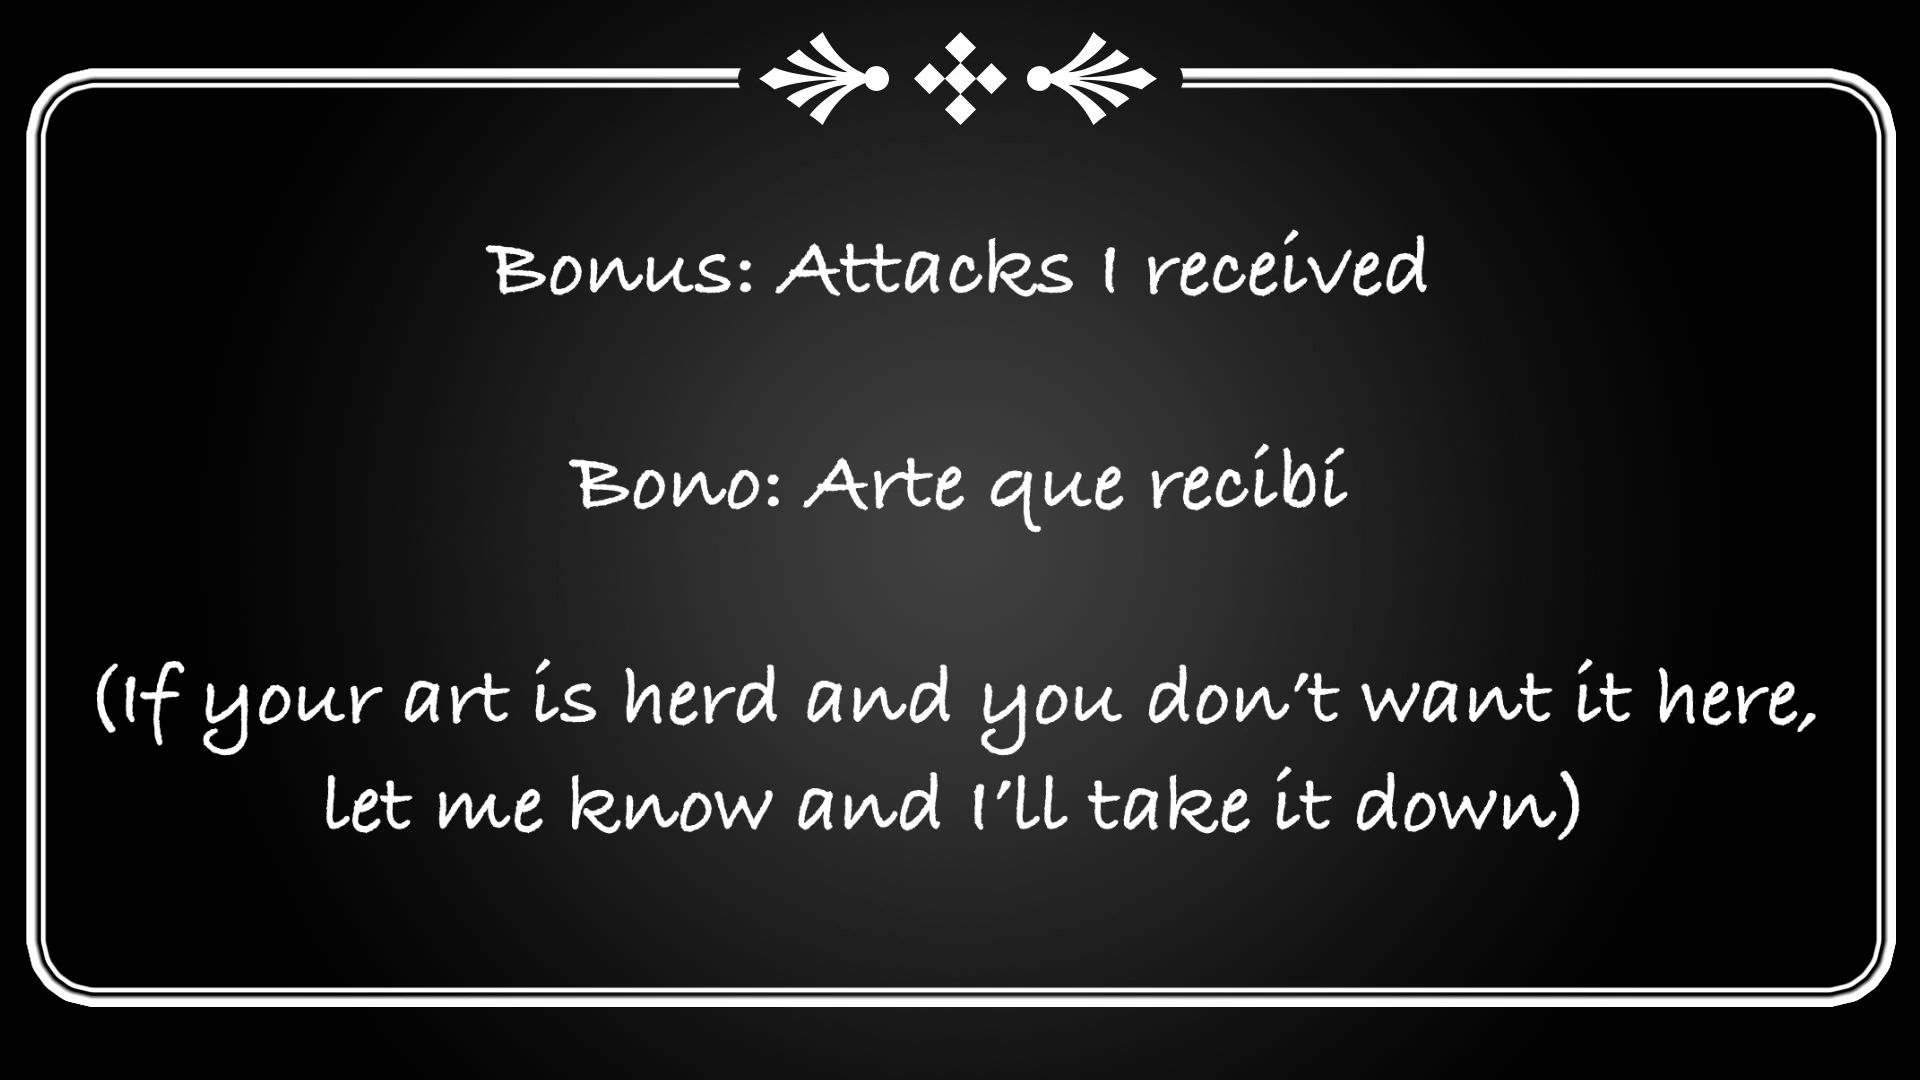 Bonus: Attacks I received
Bono: Arte que recibí
(If your art is herd and you don't want it here,
let me know and I'll take it down)